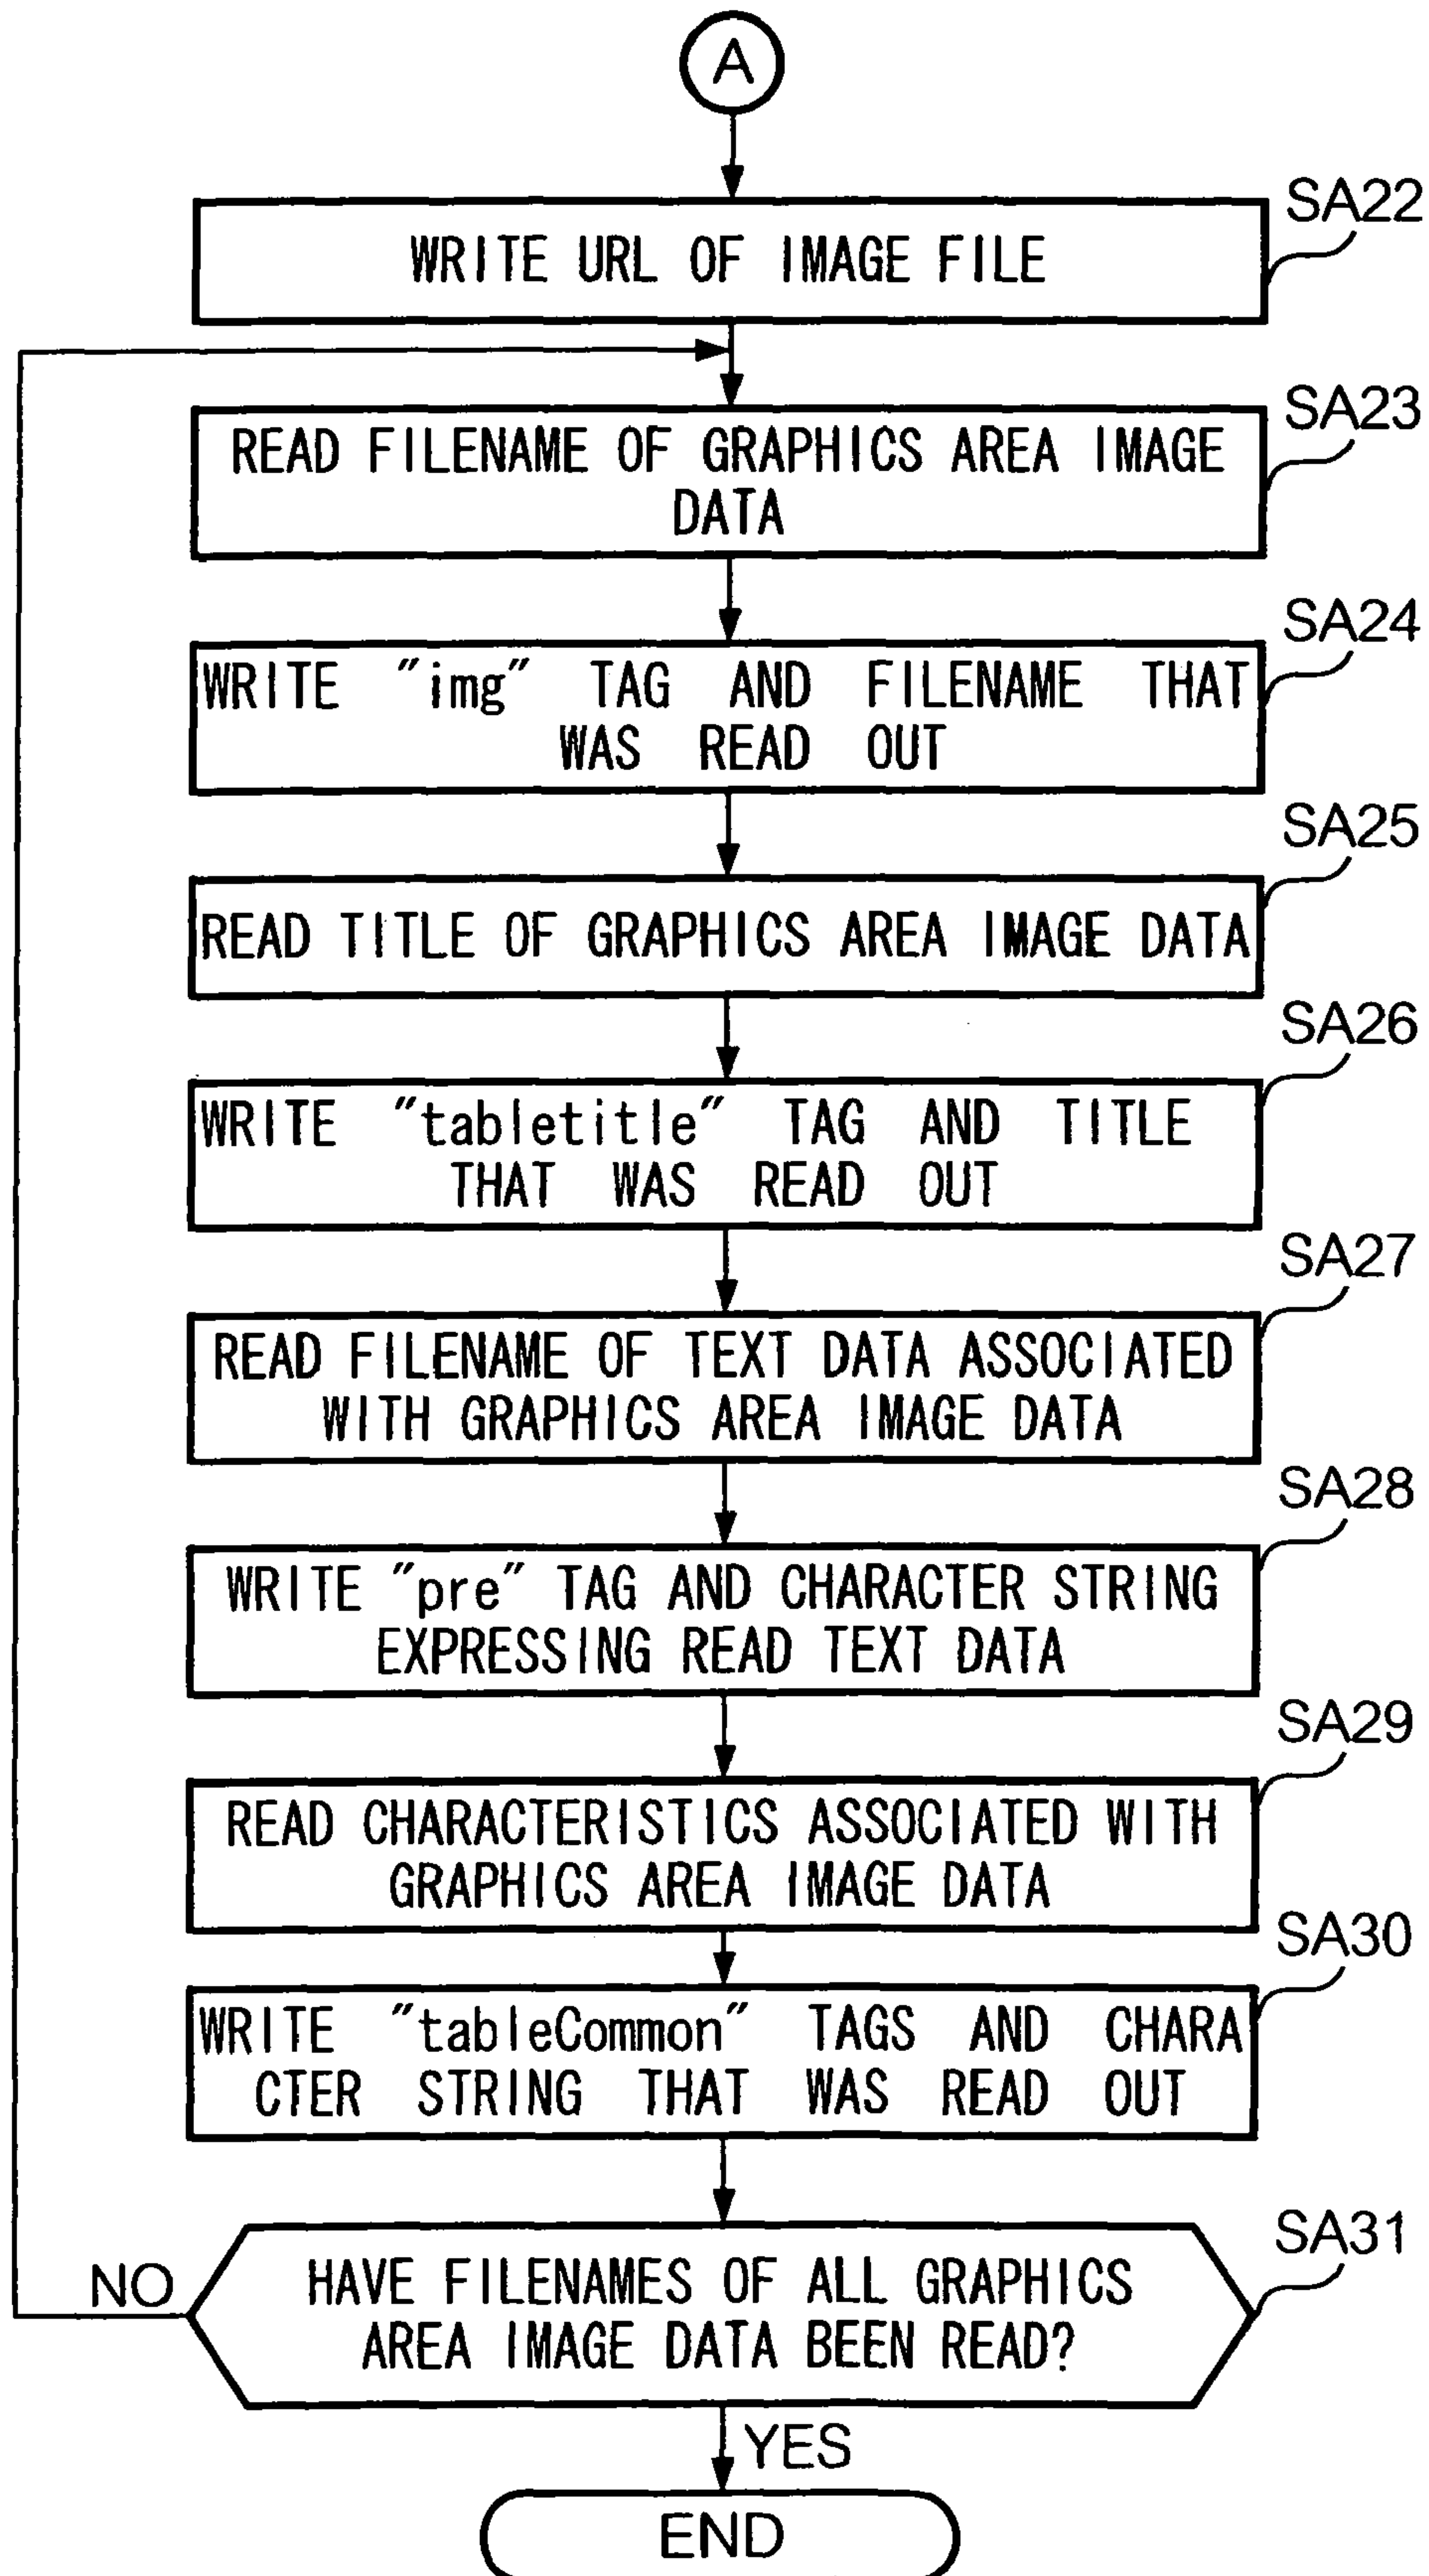 A
SA22
WRITE URL OF IMAGE FILE
SA23
READ FILENAME OF GRAPHICS AREA IMAGE
DATA
SA24
WRITE "img" TAG AND FILENAME THAT
WAS READ OUT
SA25
READ TITLE OF GRAPHICS AREA IMAGE DATA
SA26
WRITE "tabletitle" TAG AND TITLE
THAT WAS READ OUT
SA27
READ FILENAME OF TEXT DATA ASSOCIATED
WITH GRAPHICS AREA IMAGE DATA
SA28
WRITE "pre" TAG AND CHARACTER STRING
EXPRESSING READ TEXT DATA
SA29
READ CHARACTERISTICS ASSOCIATED WITH
GRAPHICS AREA IMAGE DATA
SA30
WRITE "tableCommon" TAGS AND CHARA
CTER STRING THAT WAS READ OUT
SA31
NO
HAVE FILENAMES OF ALL GRAPHICS
AREA IMAGE DATA BEEN READ?
YES
END